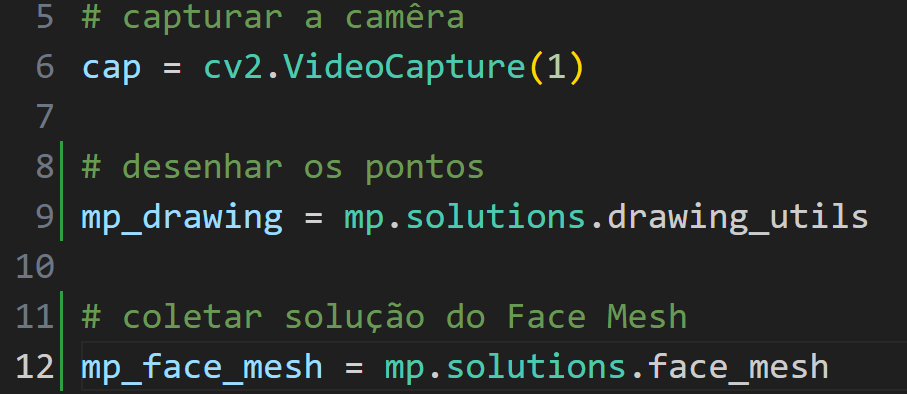 5 # capturar a camêra
6 cap = cv2.VideoCapture(1)
7
8 # desenhar os pontos
9 mp_drawing = mp.solutions.drawing_utils
10
11 # coletar solução do Face Mesh
12 mp_face_mesh = mp.solutions.face_mesh